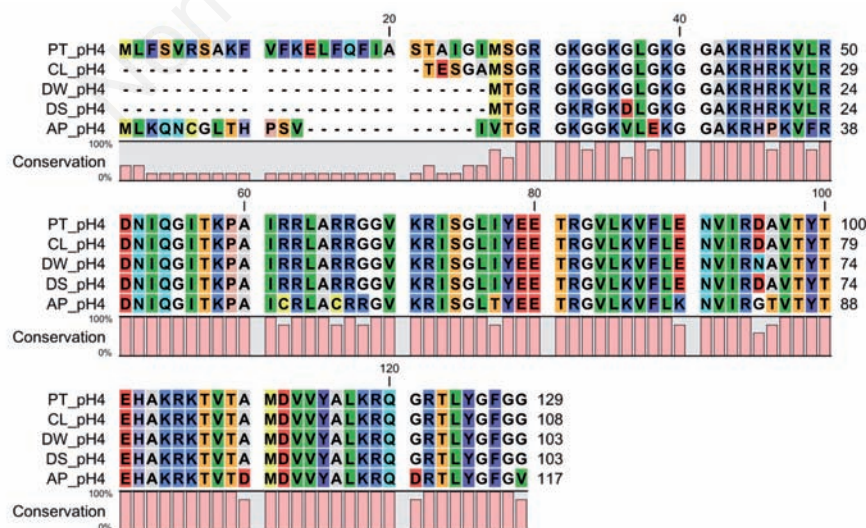 20 40
PT_pH4 MLFSVRSAKF VFKELFQFIA STAIGIMSGR GKGGKGLGKG GAKRHRKVLR 50
CL_pH4 ---------- ---------- -TESGAMSGR GKGGKGLGKG GAKRHRKVLR 29
DW_pH4 ---------- ---------- ------MTGR GKGGKGLGKG GAKRHRKVLR 24
DS_pH4 ---------- ---------- ------MTGR GKRGKDLGKG GAKRHRKVLR 24
AP_pH4 MLKQNCGLTH PSV------- -----IVTGR GKGGKVLEKG GAKRHPKVFR 38
100%
Conservation
0%
60 80 100
PT_pH4 DNIQGITKPA IRRLARRGGV KRISGLIYEE TRGVLKVFLE NVIRDAVTYT 100
CL_pH4 DNIQGITKPA IRRLARRGGV KRISGLIYEE TRGVLKVFLE NVIRDAVTYT 79
DW_pH4 DNIQGITKPA IRRLARRGGV KRISGLIYEE TRGVLKVFLE NVIRNAVTYT 74
DS_pH4 DNIQGITKPA IRRLARRGGV KRISGLIYEE TRGVLKVFLE NVIRDAVTYT 74
AP_pH4 DNIQGITKPA ICRLACRRGV KRISGLTYEE TRGVLKVFLK NVIRGTVTYT 88
100%
Conservation
0%
120
PT_pH4 EHAKRKTVTA MDVVYALKRQ GRTLYGFGG 129
CL_pH4 EHAKRKTVTA MDVVYALKRQ GRTLYGFGG 108
DW_pH4 EHAKRKTVTA MDVVYALKRQ GRTLYGFGG 103
DS_pH4 EHAKRKTVTA MDVVYALKRQ GRTLYGFGG 103
AP_pH4 EHAKRKTVTD MDVVYALKRQ DRTLYGFGV 117
100%
Conservation
0%